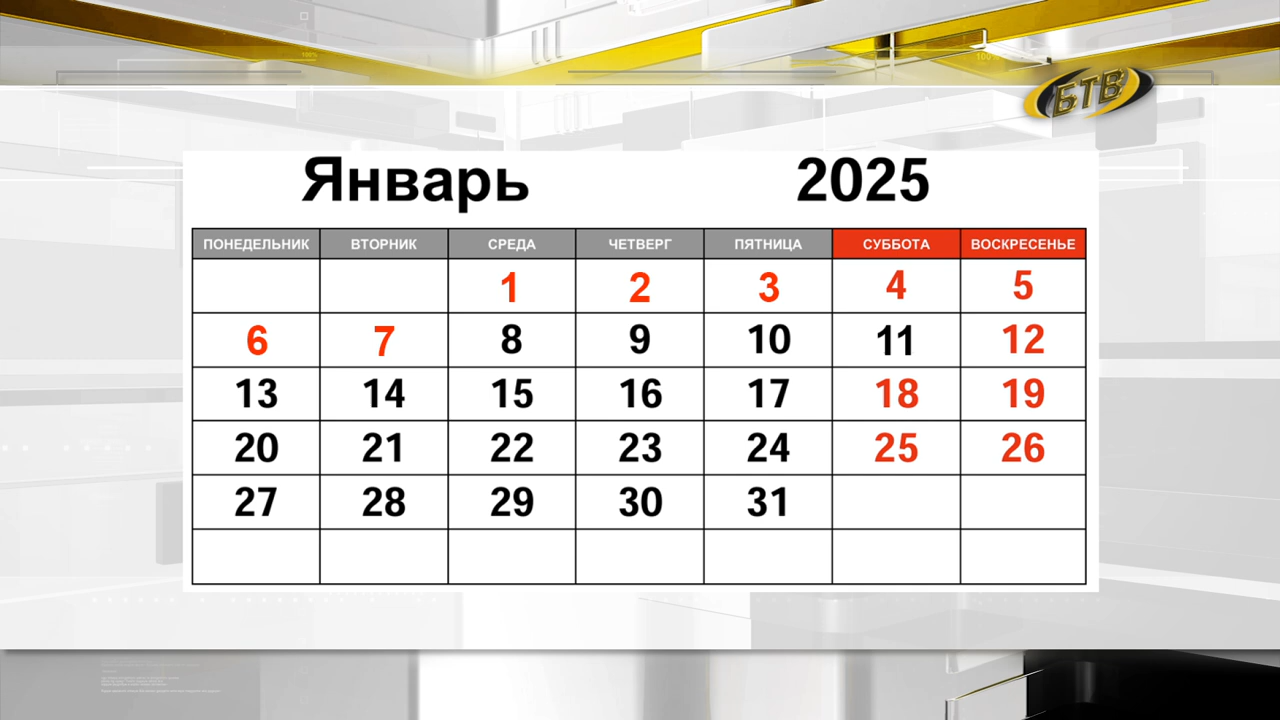 БТВ
Январь 2025
ПОНЕДЕЛЬНИК ВТОРНИК СРЕДА ЧЕТВЕРГ ПЯТНИЦА СУББОТА ВОСКРЕСЕНЬЕ
1 2 3 4 5
6 7 8 9 10 11 12
13 14 15 16 17 18 19
20 21 22 23 24 25 26
27 28 29 30 31